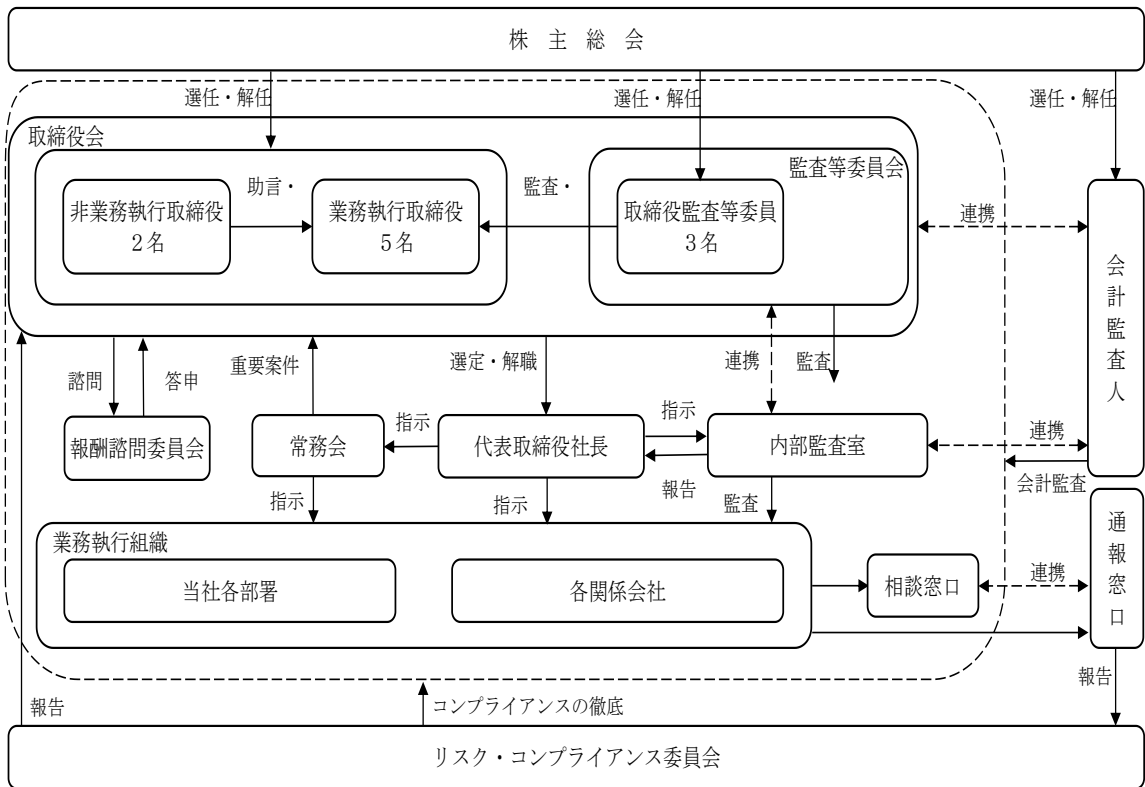 株主総会
選任・解任
選任・解任
選任・解任
取締役会
監査等委員会
非業務執行取締役
2名
助言・
業務執行取締役
5名
監査・
取締役監査等委員
3名
連携
会計監査人
諮問
答申
重要案件
選定・解職
連携
監査
報酬諮問委員会
常務会
指示
代表取締役社長
指示
報告
内部監査室
連携
会計監査
指示
指示
監査
業務執行組織
当社各部署
各関係会社
相談窓口
連携
通報窓口
報告
報告
コンプライアンスの徹底
リスク・コンプライアンス委員会